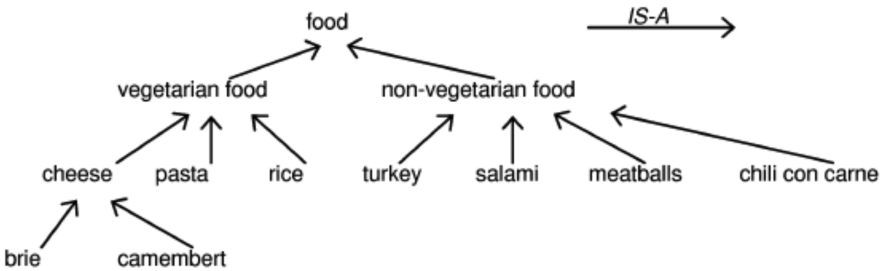 food
IS-A
vegetarian food
non-vegetarian food
cheese
pasta
rice
turkey
salami
meatballs
chili con carne
brie
camembert